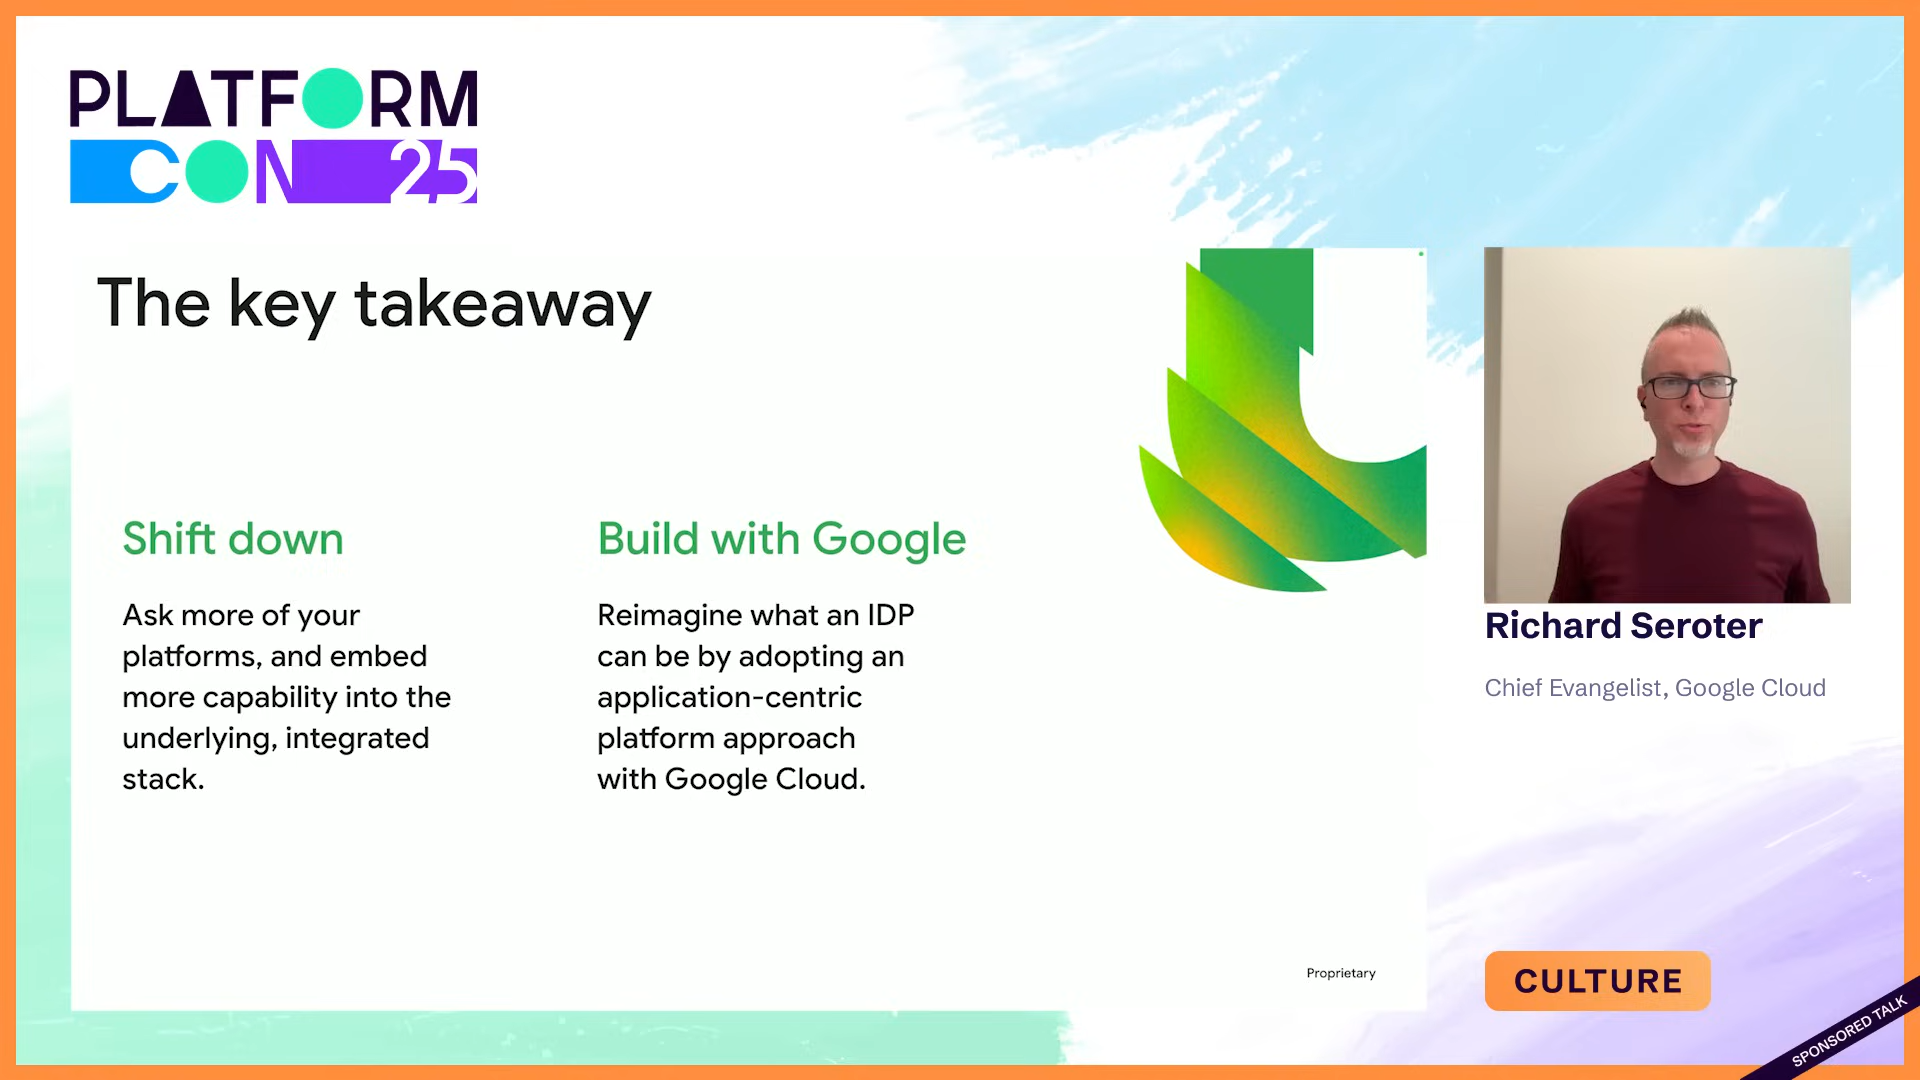 PLATFORM
CON 25
The key takeaway
Shift down
Ask more of your
platforms, and embed
more capability into the
underlying, integrated
stack.
Build with Google
Reimagine what an IDP
can be by adopting an
application-centric
platform approach
with Google Cloud.
Proprietary
Richard Seroter
Chief Evangelist, Google Cloud
CULTURE
SPONSORED TALK